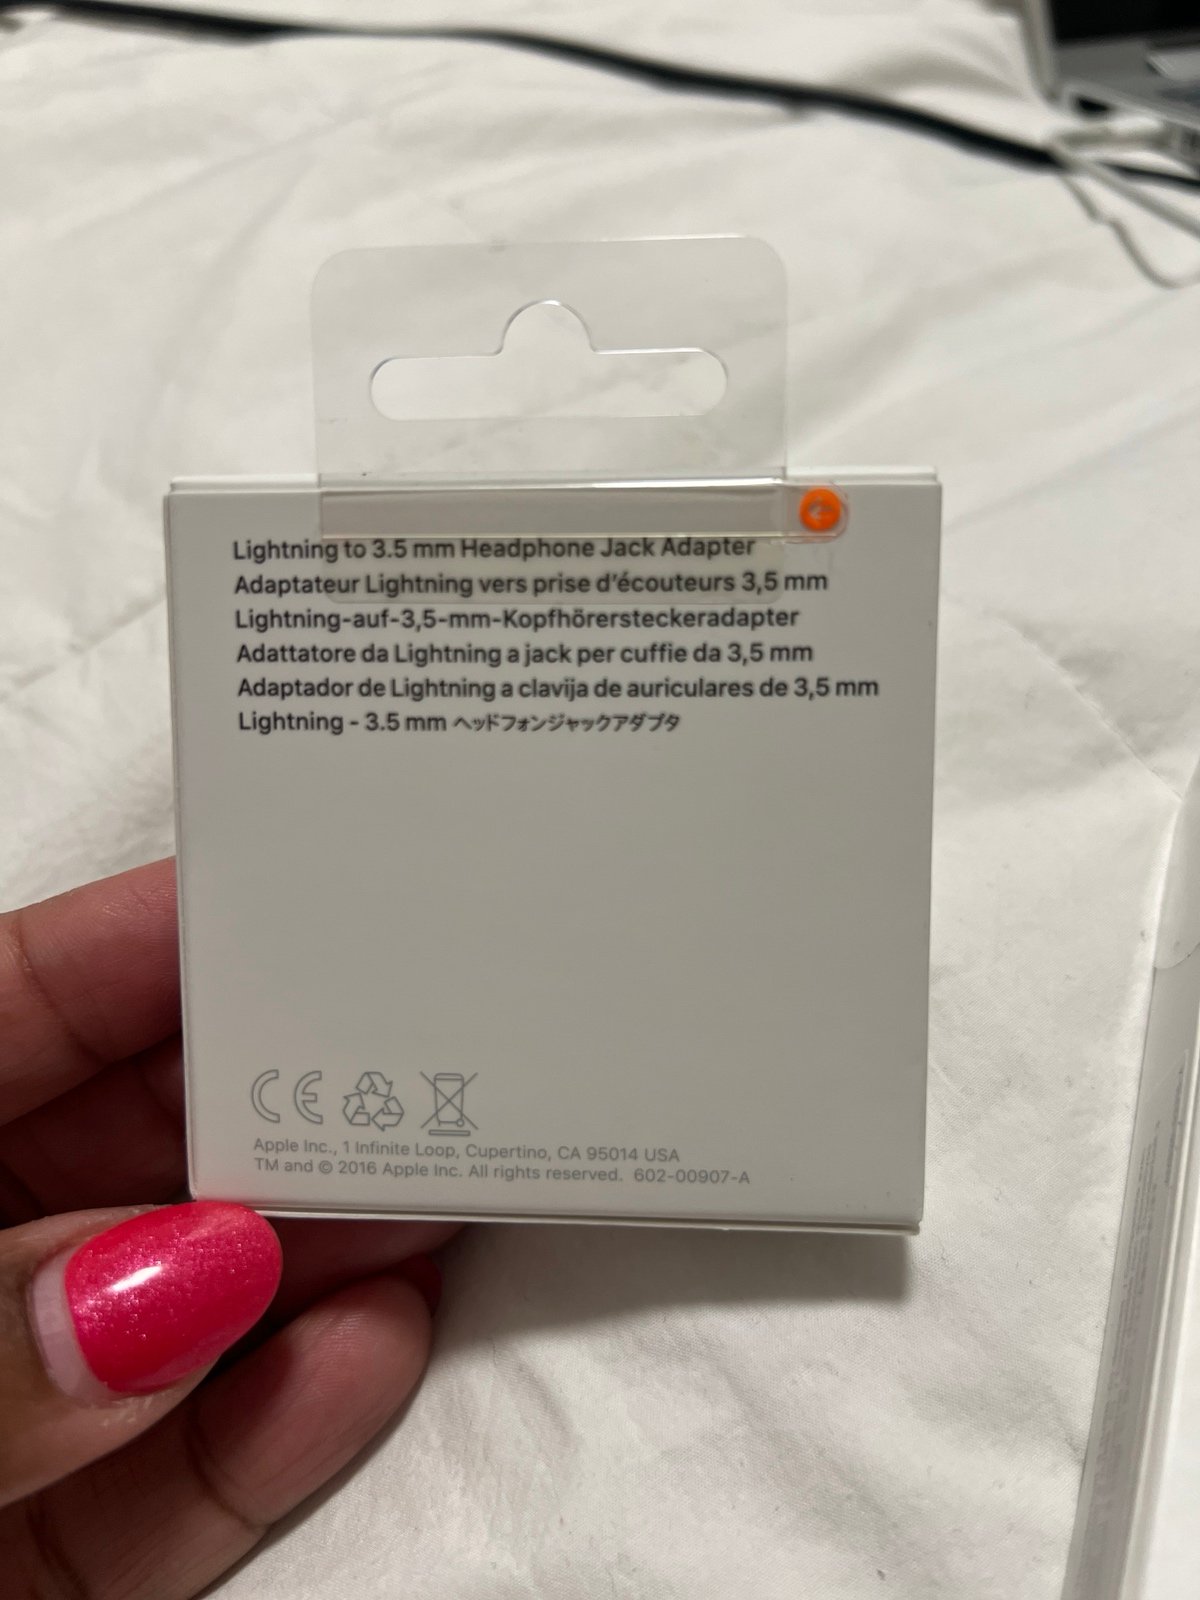 Lightning to 3.5 mm Headphone Jack Adapter
Adaptateur Lightning vers prise d'écouteurs 3,5 mm
Lightning-auf-3,5-mm-Kopfhörersteckeradapter
Adattatore da Lightning a jack per cuffie da 3,5 mm
Adaptador de Lightning a clavija de auriculares de 3,5 mm
Lightning - 3.5 mm ヘッドフォンジャックアダプタ
CE
Apple Inc., 1 Infinite Loop, Cupertino, CA 95014 USA
TM and © 2016 Apple Inc. All rights reserved. 602-00907-A